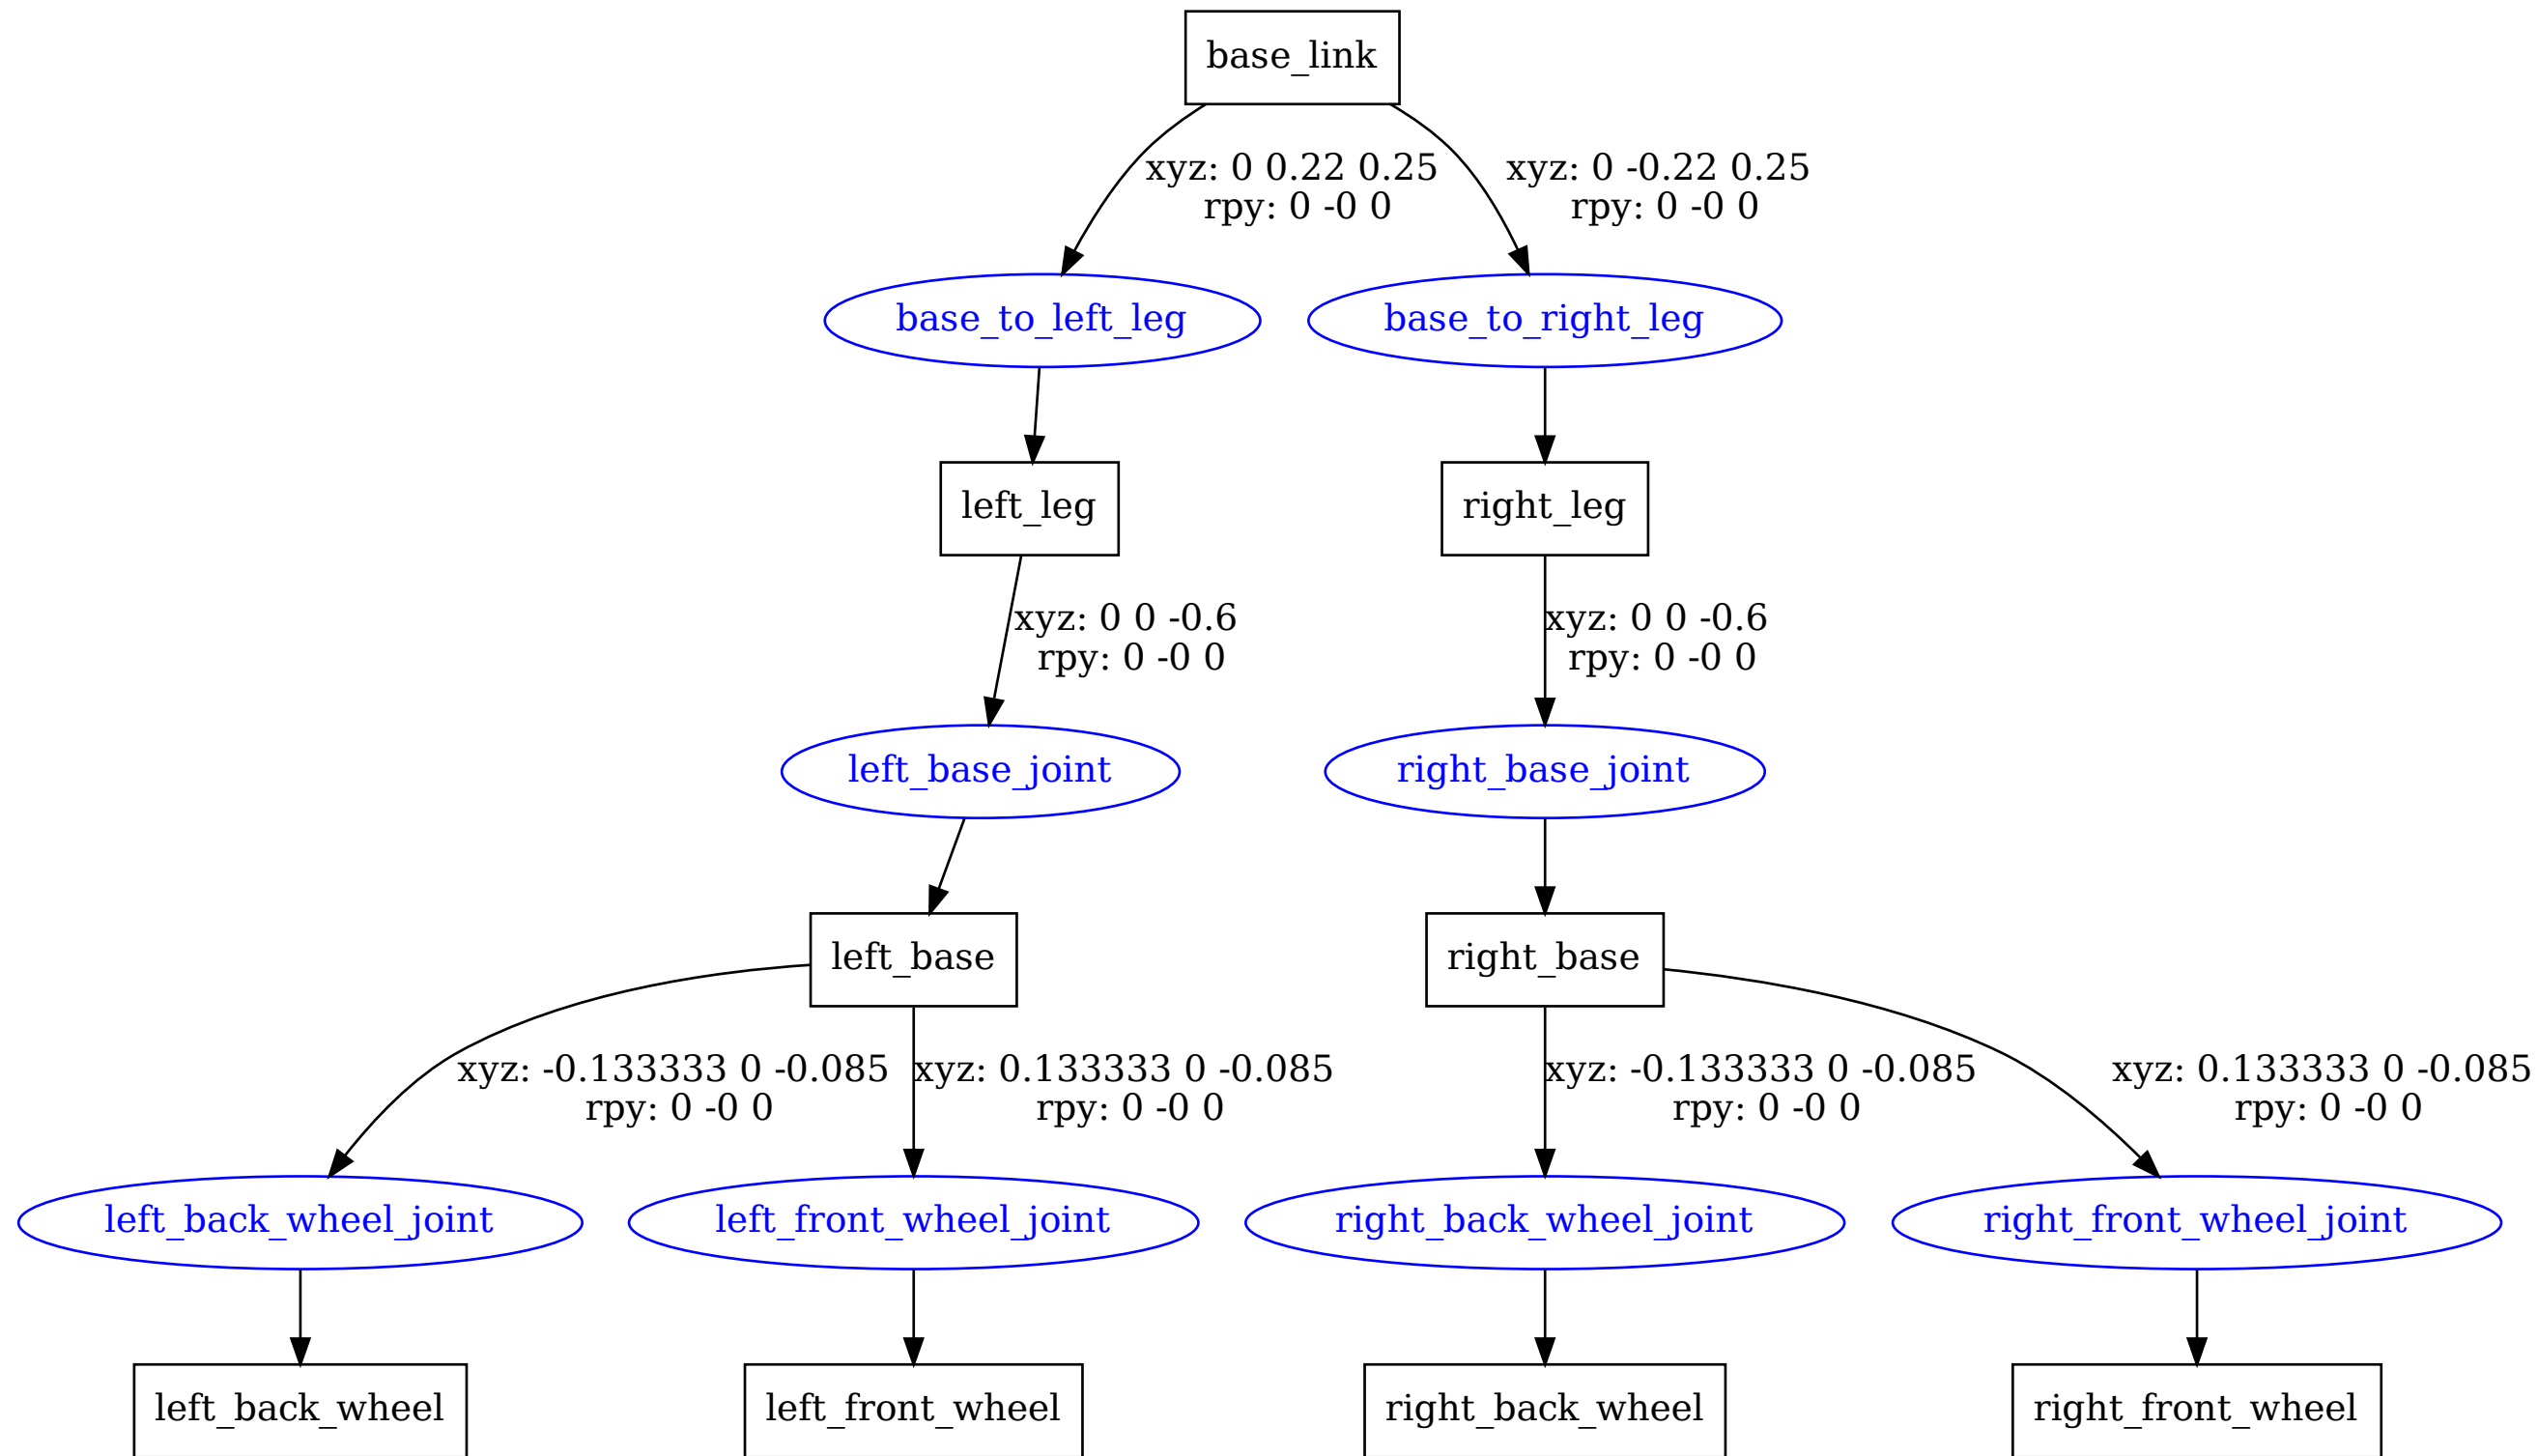 base_link
xyz: 0 0.22 0.25
rpy: 0 -0 0
xyz: 0 -0.22 0.25
rpy: 0 -0 0
base_to_left_leg
base_to_right_leg
left_leg
right_leg
xyz: 0 0 -0.6
rpy: 0 -0 0
xyz: 0 0 -0.6
rpy: 0 -0 0
left_base_joint
right_base_joint
left_base
right_base
xyz: -0.133333 0 -0.085
rpy: 0 -0 0
xyz: 0.133333 0 -0.085
rpy: 0 -0 0
xyz: -0.133333 0 -0.085
rpy: 0 -0 0
xyz: 0.133333 0 -0.085
rpy: 0 -0 0
left_back_wheel_joint
left_front_wheel_joint
right_back_wheel_joint
right_front_wheel_joint
left_back_wheel
left_front_wheel
right_back_wheel
right_front_wheel